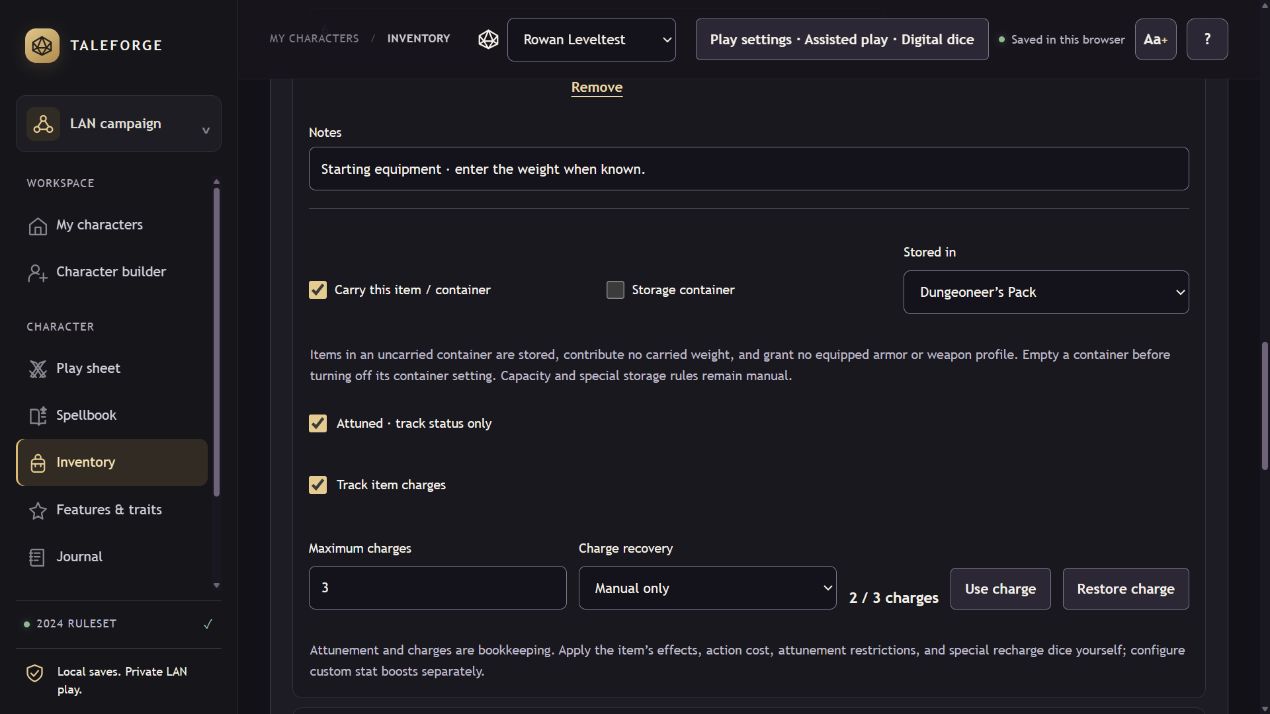 TALEFORGE
MY CHARACTERS / INVENTORY
Rowan Leveltest
Play settings · Assisted play · Digital dice
Saved in this browser
Aa+
?
LAN campaign
v
WORKSPACE
My characters
Character builder
CHARACTER
Play sheet
Spellbook
Inventory
Features & traits
Journal
2024 RULESET ✓
Local saves. Private LAN
play.
Remove
Notes
Starting equipment · enter the weight when known.
Stored in
Carry this item / container
Storage container
Dungeoneer’s Pack
Items in an uncarried container are stored, contribute no carried weight, and grant no equipped armor or weapon profile. Empty a container before
turning off its container setting. Capacity and special storage rules remain manual.
Attuned · track status only
Track item charges
Maximum charges
Charge recovery
3
Manual only
2 / 3 charges
Use charge
Restore charge
Attunement and charges are bookkeeping. Apply the item’s effects, action cost, attunement restrictions, and special recharge dice yourself; configure
custom stat boosts separately.